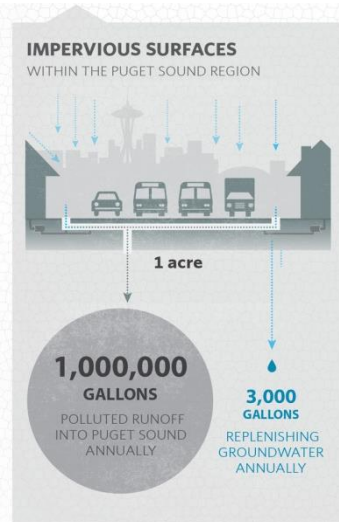 IMPERVIOUS SURFACES
WITHIN THE PUGET SOUND REGION
1 acre
1,000,000
GALLONS
POLLUTED RUNOFF
INTO PUGET SOUND
ANNUALLY
3,000
GALLONS
REPLENISHING
GROUNDWATER
ANNUALLY